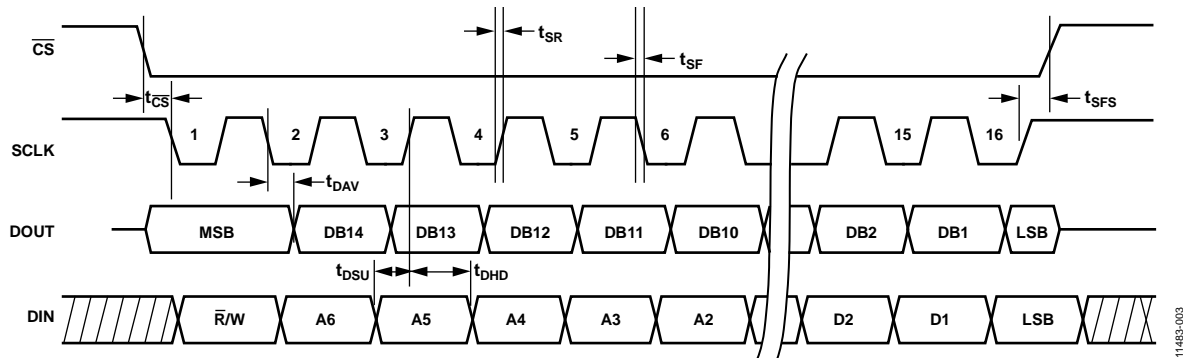 CS
tSR
tSF
tCS
tSFS
SCLK
1 2 3 4 5 6 15 16
tDAV
DOUT
MSB DB14 DB13 DB12 DB11 DB10 DB2 DB1 LSB
tDSU
tDHD
DIN
R/W A6 A5 A4 A3 A2 D2 D1 LSB
11483-003